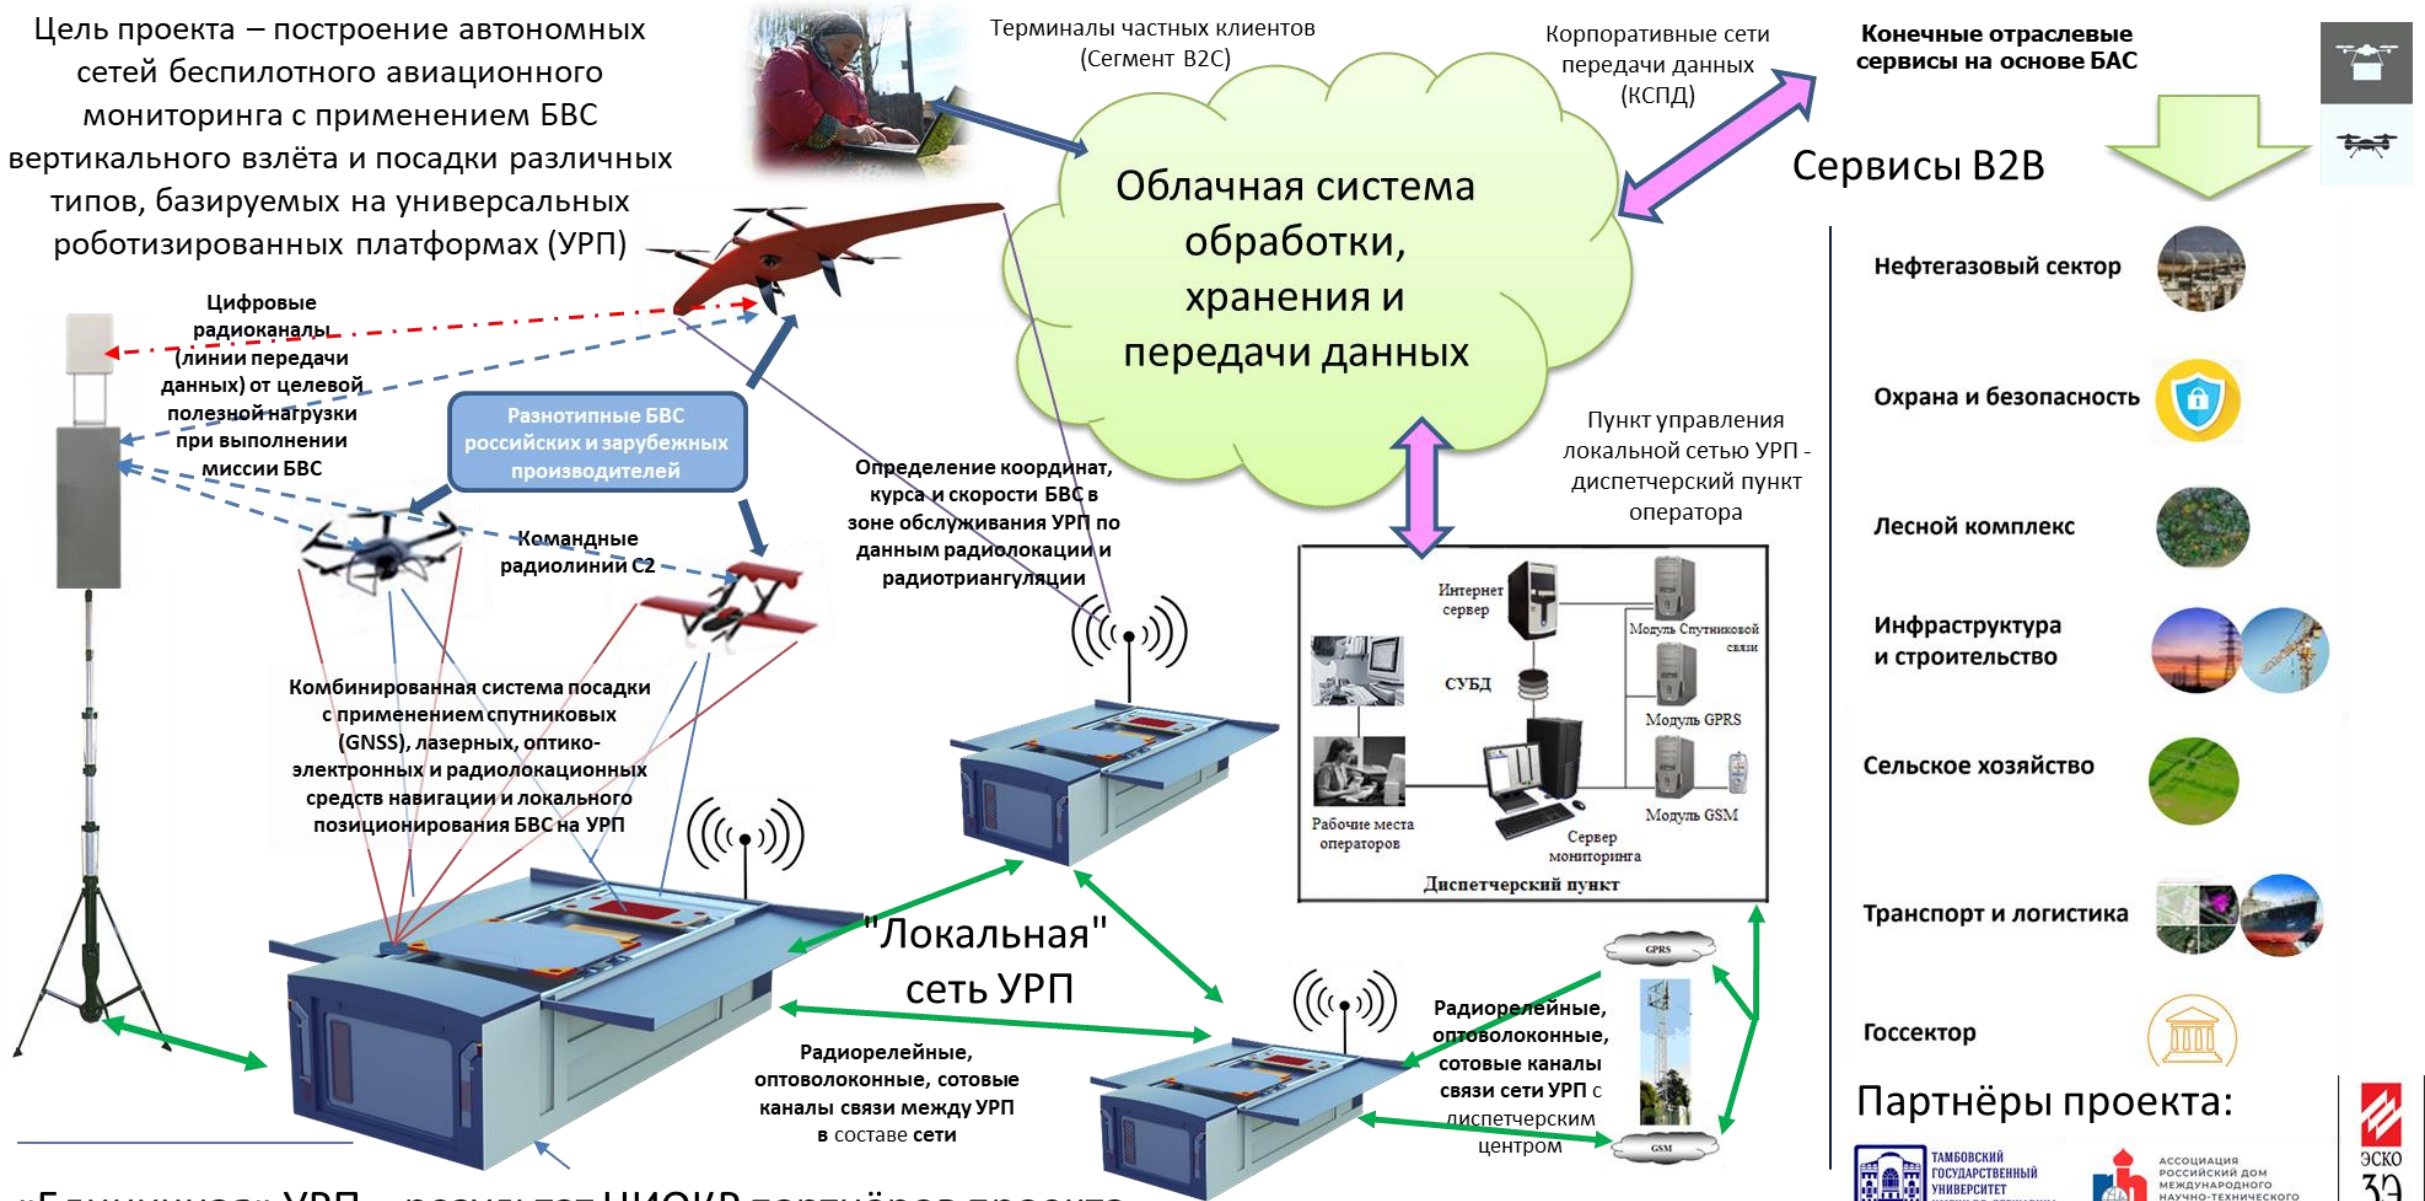 Цель проекта – построение автономных
сетей беспилотного авиационного
мониторинга с применением БВС
вертикального взлёта и посадки различных
типов, базируемых на универсальных
роботизированных платформах (УРП)
Терминалы частных клиентов
(Сегмент B2C)
Корпоративные сети
передачи данных
(КСПД)
Конечные отраслевые
сервисы на основе БАС
Сервисы B2B
Облачная система
обработки,
хранения и
передачи данных
Цифровые
радиоканалы
(линии передачи
данных) от целевой
полезной нагрузки
при выполнении
миссии БВС
Разнотипные БВС
российских и зарубежных
производителей
Командные
радиолинии С2
Определение координат,
курса и скорости БВС в
зоне обслуживания УРП по
данным радиолокации и
радиотриангуляции
Пункт управления
локальной сетью УРП -
диспетчерский пункт
оператора
Комбинированная система посадки
с применением спутниковых
(GNSS), лазерных, оптико-
электронных и радиолокационных
средств навигации и локального
позиционирования БВС на УРП
Интернет
сервер
Модуль Спутниковой
связи
СУБД
Модуль GPRS
Модуль GSM
Рабочие места
операторов
Сервер
мониторинга
Диспетчерский пункт
"Локальная"
сеть УРП
Радиорелейные,
оптоволоконные, сотовые
каналы связи между УРП
в составе сети
GPRS
Радиорелейные,
оптоволоконные,
сотовые каналы
связи сети УРП с
диспетчерским
центром
GSM
Нефтегазовый сектор
Охрана и безопасность
Лесной комплекс
Инфраструктура
и строительство
Сельское хозяйство
Транспорт и логистика
Госсектор
Партнёры проекта:
ТАМБОВСКИЙ
ГОСУДАРСТВЕННЫЙ
УНИВЕРСИТЕТ
АССОЦИАЦИЯ
РОССИЙСКИЙ ДОМ
МЕЖДУНАРОДНОГО
НАУЧНО-ТЕХНИЧЕСКОГО
ЭСКО
ЗЭ
«Единичная» УРП – результат НИОКР партнёров проекта